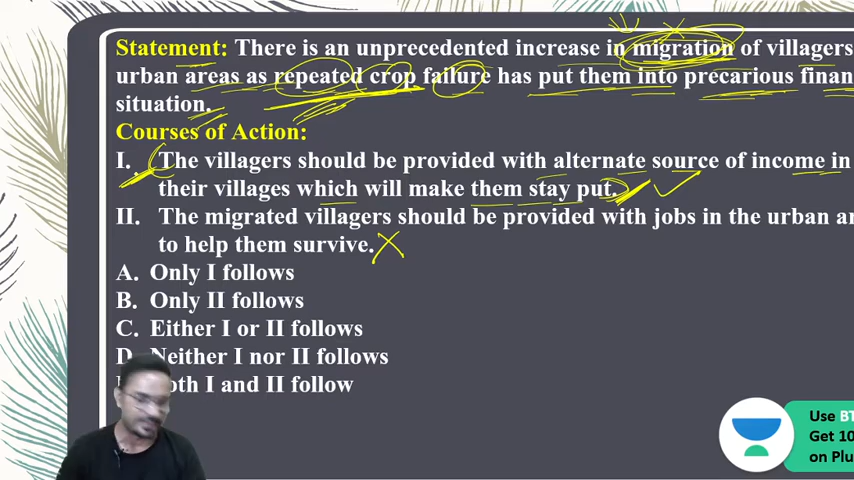 Statement: There is an unprecedented increase in migration of villagers
urban areas as repeated crop failure has put them into precarious finan
situation.
Courses of Action:
I. The villagers should be provided with alternate source of income in
their villages which will make them stay put.
II. The migrated villagers should be provided with jobs in the urban ar
to help them survive.
A. Only I follows
B. Only II follows
C. Either I or II follows
D. Neither I nor II follows
oth I and II follow
Use BT
Get 10
on Plu